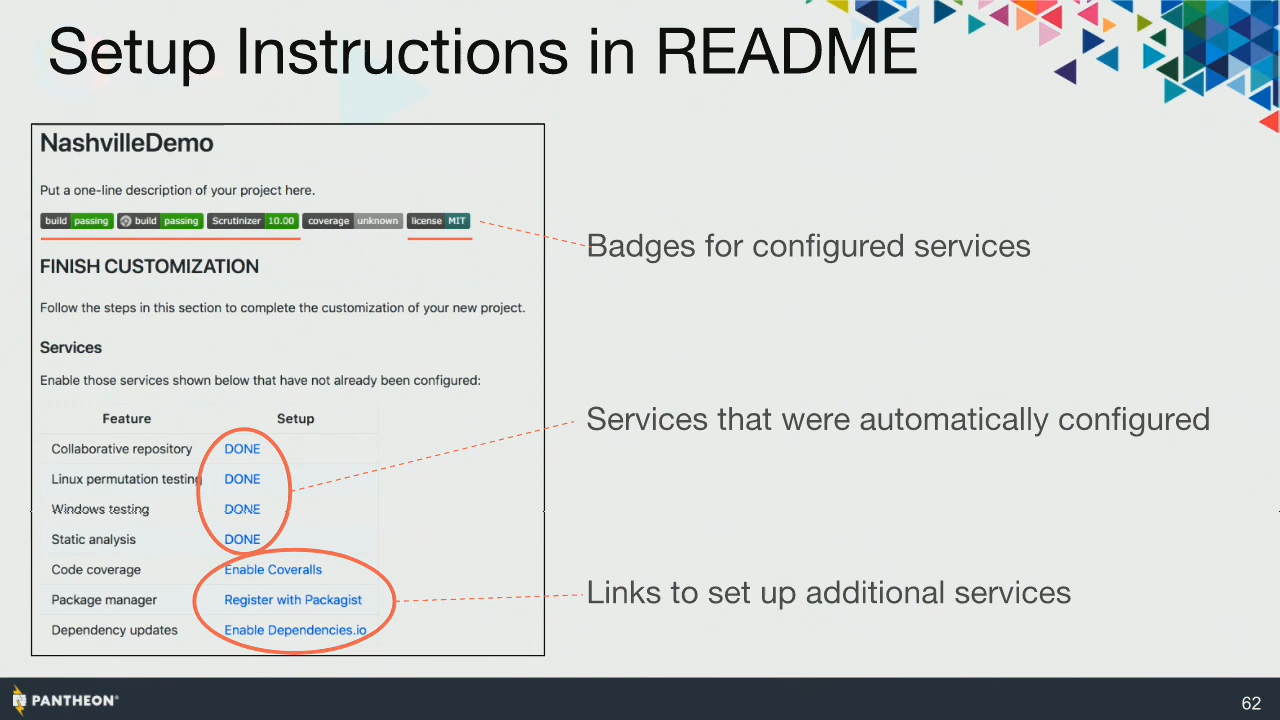 Setup Instructions in README
NashvilleDemo
Put a one-line description of your project here.
build passing build passing Scrutinizer 10.00 coverage unknown license MIT
Badges for configured services
FINISH CUSTOMIZATION
Follow the steps in this section to complete the customization of your new project.
Services
Enable those services shown below that have not already been configured:
Feature Setup
Services that were automatically configured
Collaborative repository DONE
Linux permutation testing DONE
Windows testing DONE
Static analysis DONE
Code coverage Enable Coveralls
Links to set up additional services
Package manager Register with Packagist
Dependency updates Enable Dependencies.io
PANTHEON
62